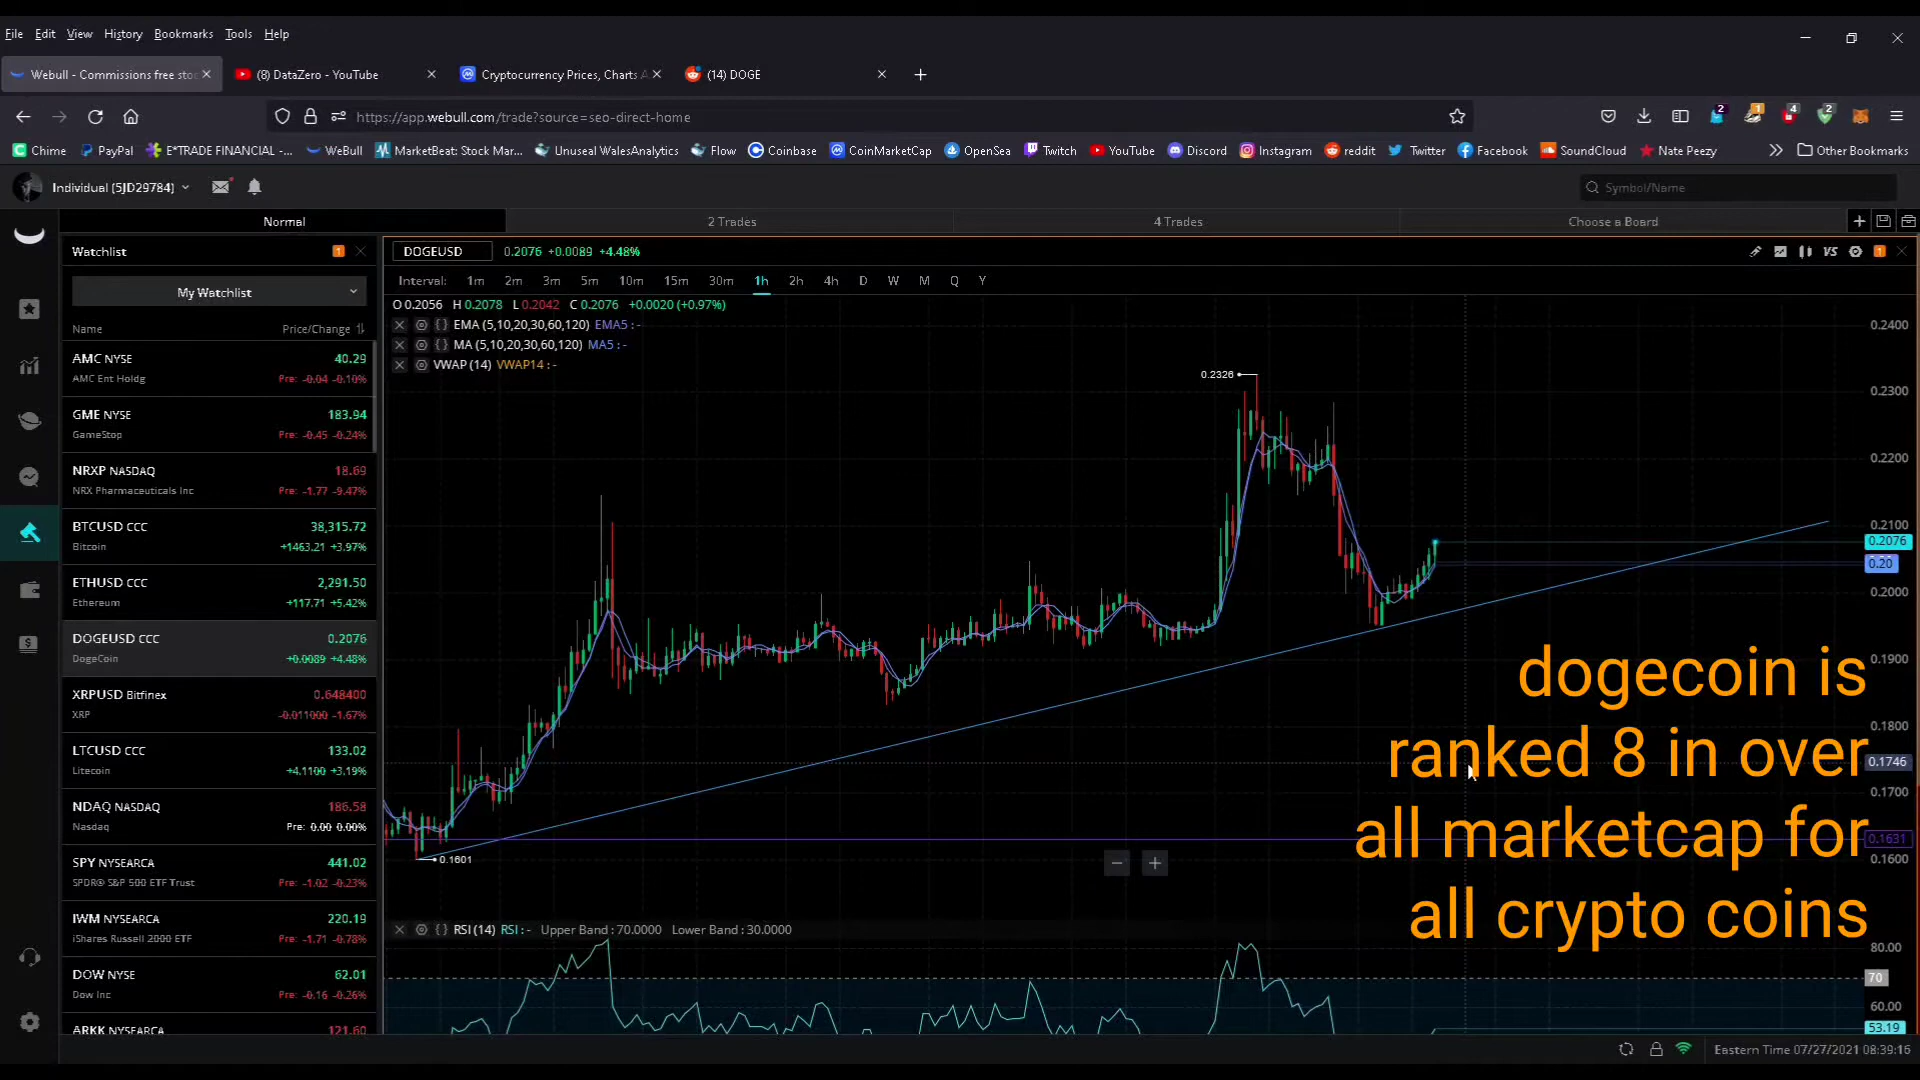 File Edit View History Bookmarks Tools Help
Webull - Commissions free sto
(8) DataZero - YouTube
Cryptocurrency Prices, Charts A
(14) DOGE
https://app.webull.com/trade?source=seo-direct-home
Chime PayPal E*TRADE FINANCIAL -... WeBull MarketBeat: Stock Mar... Unuseal WalesAnalytics Flow Coinbase CoinMarketCap OpenSea Twitch YouTube Discord Instagram reddit Twitter Facebook SoundCloud Nate Peezy Other Bookmarks
Individual (5JD29784)
Symbol/Name
Normal 2 Trades 4 Trades Choose a Board
Watchlist 1
My Watchlist
Name Price/Change
AMC NYSE 40.29
AMC Ent Holdg Pre: -0.04 -0.10%
GME NYSE 183.94
GameStop Pre: -0.45 -0.24%
NRXP NASDAQ 18.69
NRX Pharmaceuticals Inc Pre: -1.77 -9.47%
BTCUSD CCC 38,315.72
Bitcoin +1463.21 +3.97%
ETHUSD CCC 2,291.50
Ethereum +117.71 +5.42%
DOGEUSD CCC 0.2076
DogeCoin +0.0089 +4.48%
XRPUSD Bitfinex 0.648400
XRP -0.011000 -1.67%
LTCUSD CCC 133.02
Litecoin +4.1100 +3.19%
NDAQ NASDAQ 186.58
Nasdaq Pre: 0.00 0.00%
SPY NYSEARCA 441.02
SPDR® S&P 500 ETF Trust Pre: -1.02 -0.23%
IWM NYSEARCA 220.19
iShares Russell 2000 ETF Pre: -1.71 -0.78%
DOW NYSE 62.01
Dow Inc Pre: -0.16 -0.26%
ARKK NYSEARCA 121.60
DOGEUSD 0.2076 +0.0089 +4.48%
VS 1
Interval: 1m 2m 3m 5m 10m 15m 30m 1h 2h 4h D W M Q Y
O 0.2056 H 0.2078 L 0.2042 C 0.2076 +0.0020 (+0.97%)
EMA (5,10,20,30,60,120) EMA5 : -
MA (5,10,20,30,60,120) MA5 : -
VWAP (14) VWAP14 : -
0.2326
0.1601
0.2400
0.2300
0.2200
0.2100
0.2076
0.20
0.2000
0.1900
0.1800
0.1746
0.1700
0.1631
0.1600
dogecoin is
ranked 8 in over
all marketcap for
all crypto coins
RSI (14) RSI : - Upper Band : 70.0000 Lower Band : 30.0000
80.00
70
60.00
53.19
Eastern Time 07/27/2021 08:39:16